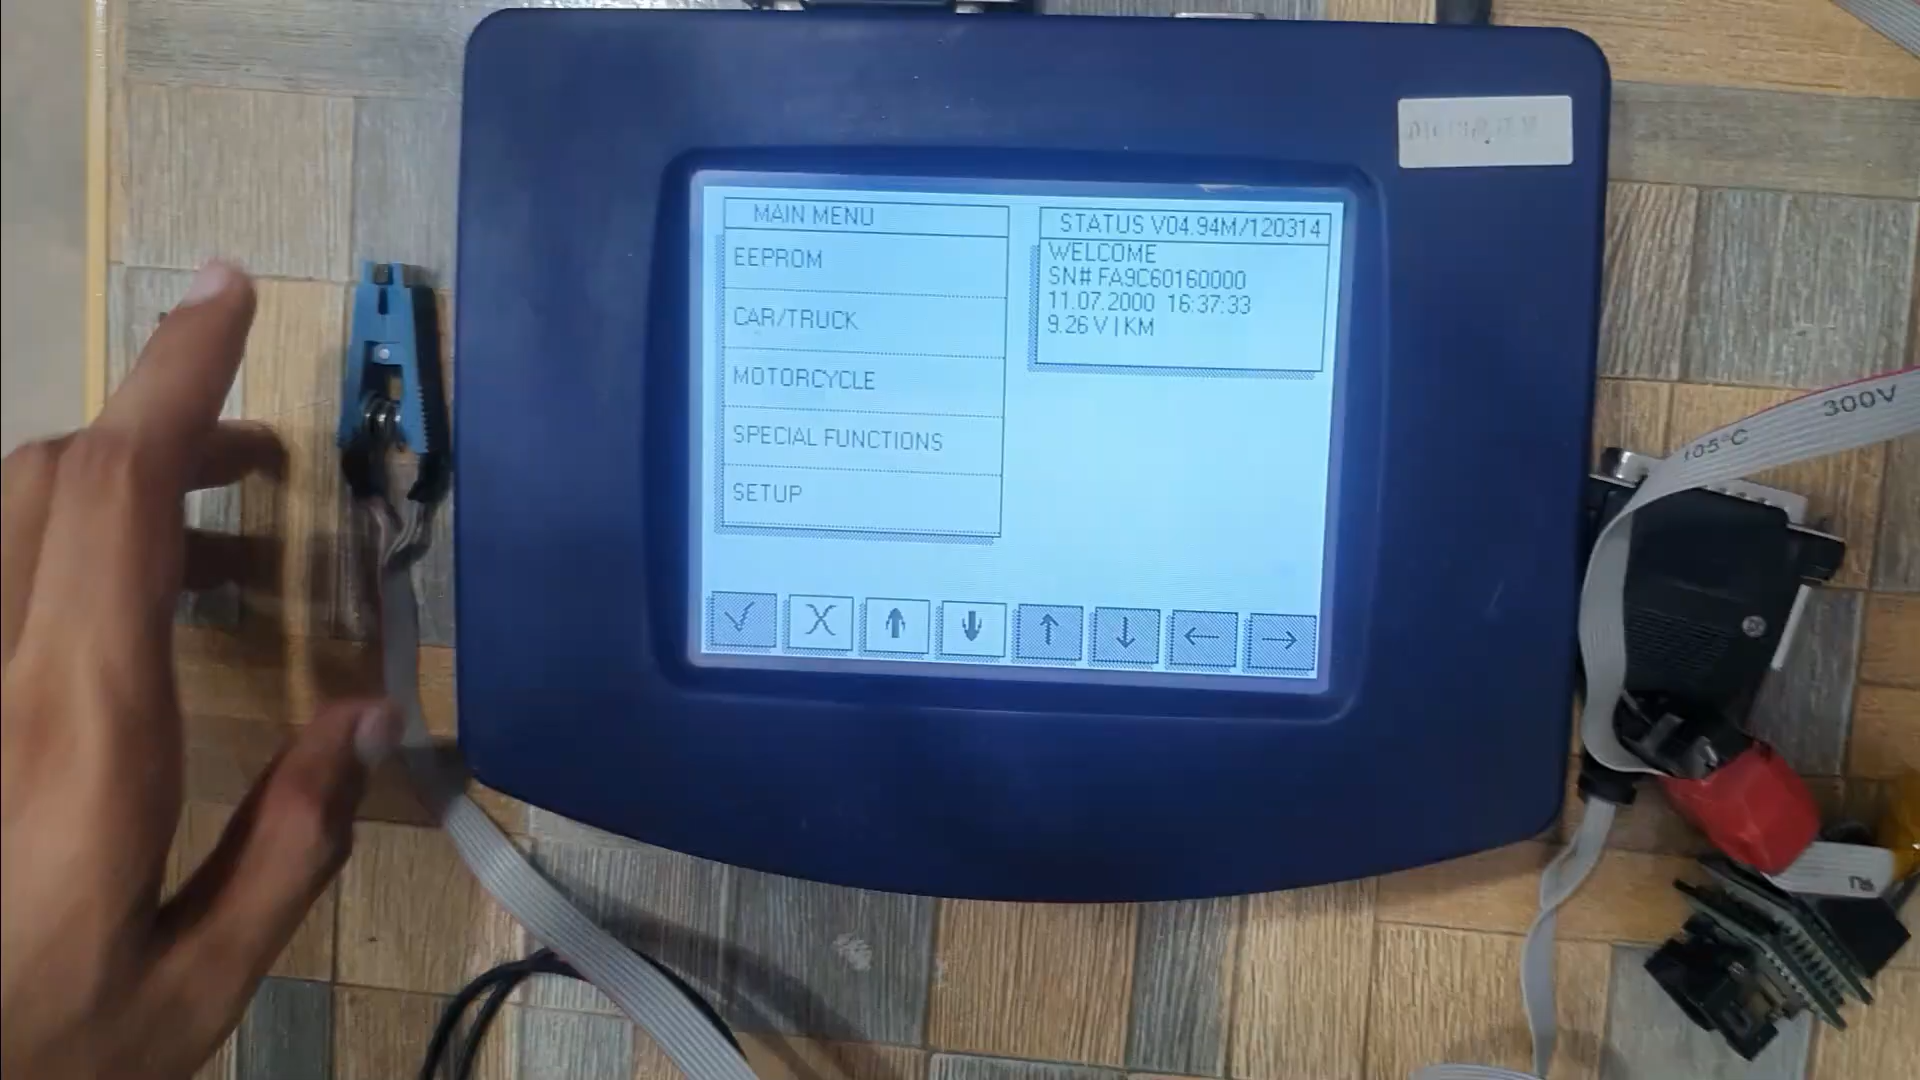 MAIN MENU
EEPROM
CAR/TRUCK
MOTORCYCLE
SPECIAL FUNCTIONS
SETUP
STATUS V04.94M/120314
WELCOME
SN# FA9C60160000
11.07.2000 16:37:33
9.26 V | KM
105°C
300V